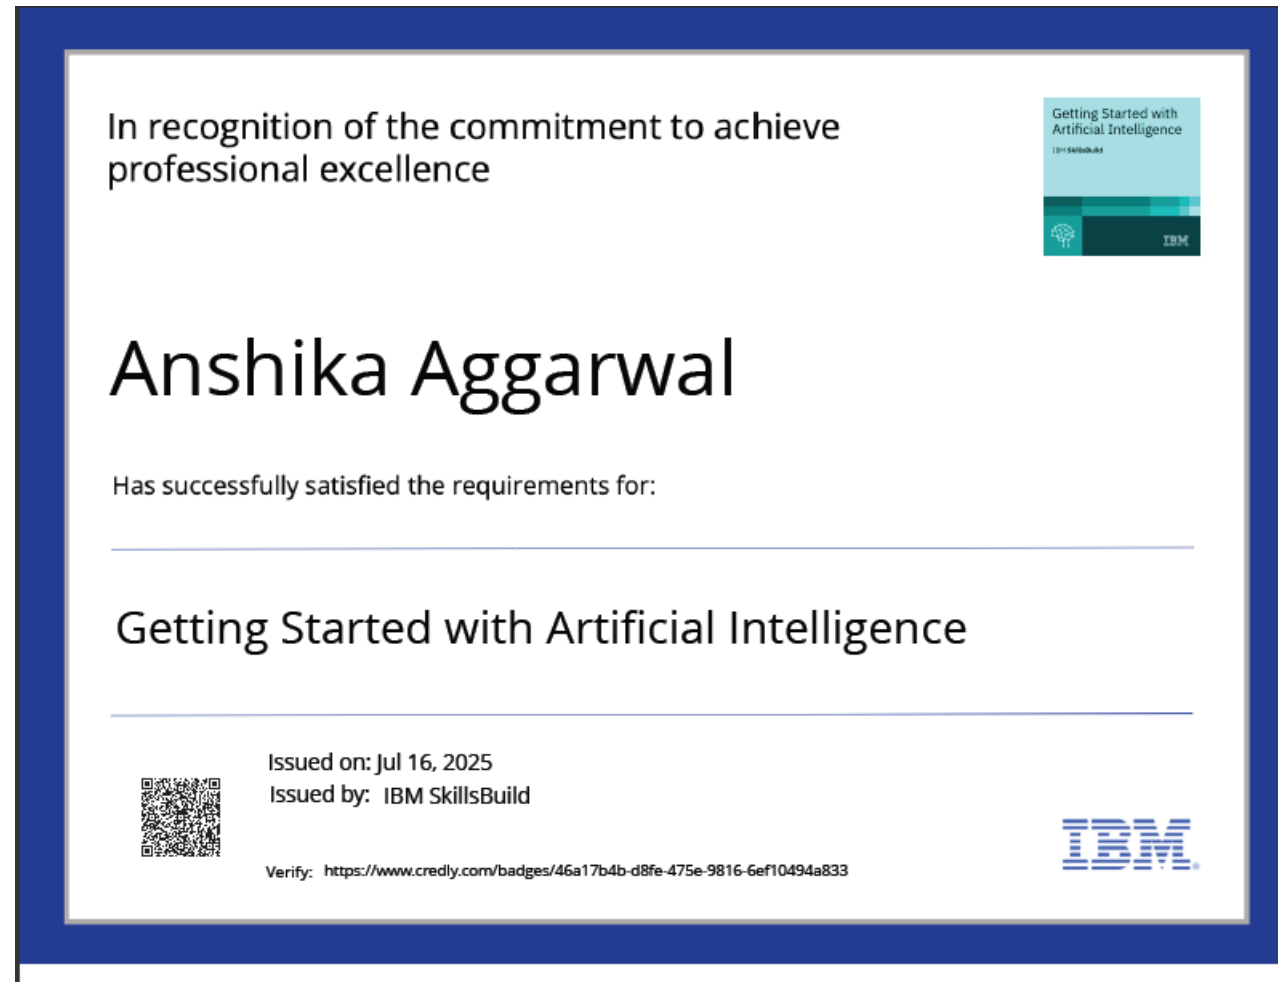 In recognition of the commitment to achieve
professional excellence
Getting Started with
Artificial Intelligence
IBM SkillsBuild
IBM
Anshika Aggarwal
Has successfully satisfied the requirements for:
Getting Started with Artificial Intelligence
Issued on: Jul 16, 2025
Issued by: IBM SkillsBuild
Verify: https://www.credly.com/badges/46a17b4b-d8fe-475e-9816-6ef10494a833
IBM.